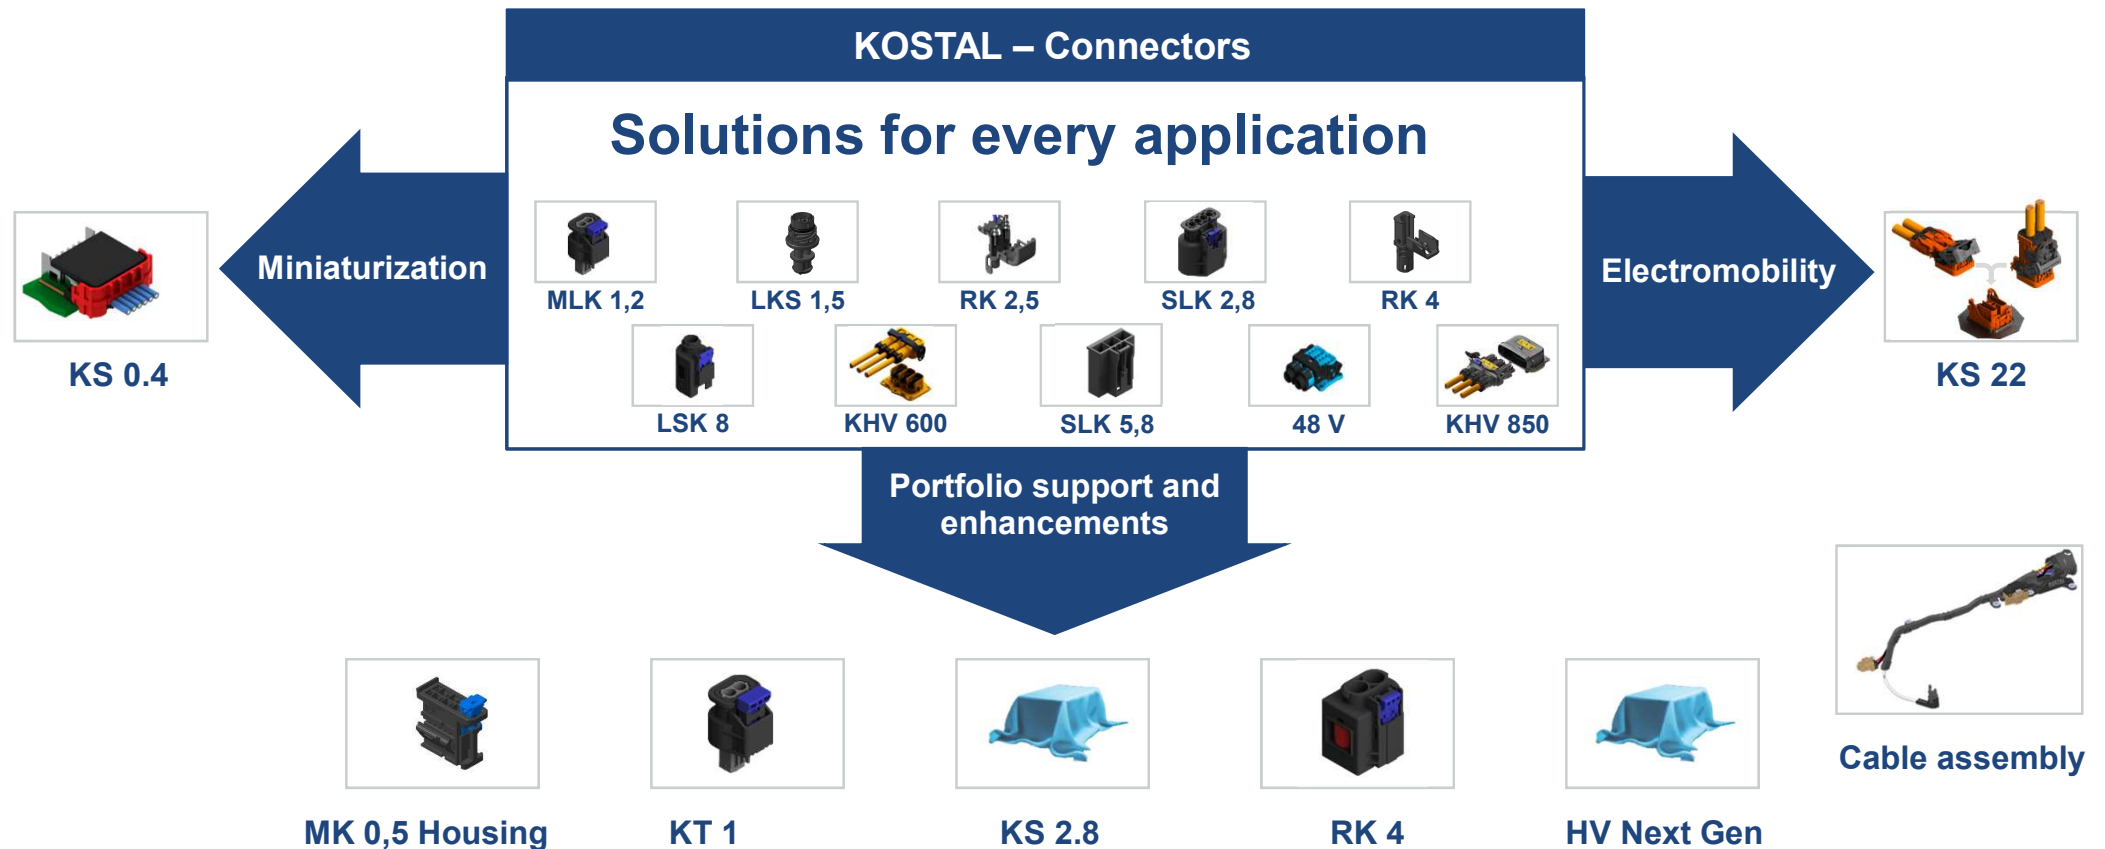 KOSTAL – Connectors
Solutions for every application
Miniaturization
Electromobility
MLK 1,2
LKS 1,5
RK 2,5
SLK 2,8
RK 4
KS 0.4
KS 22
LSK 8
KHV 600
SLK 5,8
48 V
KHV 850
Portfolio support and
enhancements
Cable assembly
MK 0,5 Housing
KT 1
KS 2.8
RK 4
HV Next Gen